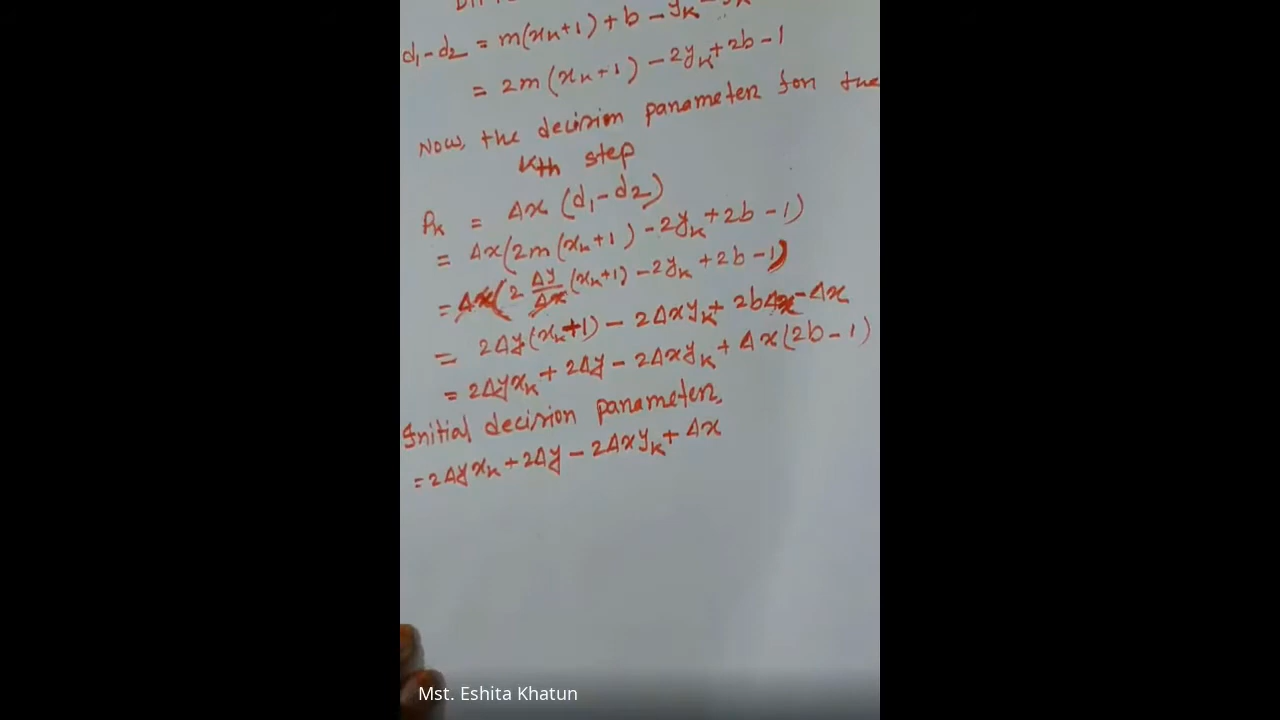 d₁-d₂ = m(xₖ+1) + b - yₖ
= 2m(xₖ+1) - 2yₖ + 2b - 1
Now, the decision parameter for the
kth step
Pₖ = Δx (d₁-d₂)
= Δx(2m(xₖ+1) - 2yₖ + 2b - 1)
= Δx(2 Δy/Δx (xₖ+1) - 2yₖ + 2b - 1)
= 2Δy(xₖ+1) - 2Δxyₖ + 2bΔx - Δx
= 2Δyxₖ + 2Δy - 2Δxyₖ + Δx(2b - 1)
Initial decision parameter,
= 2Δyxₖ + 2Δy - 2Δxyₖ + Δx
Mst. Eshita Khatun